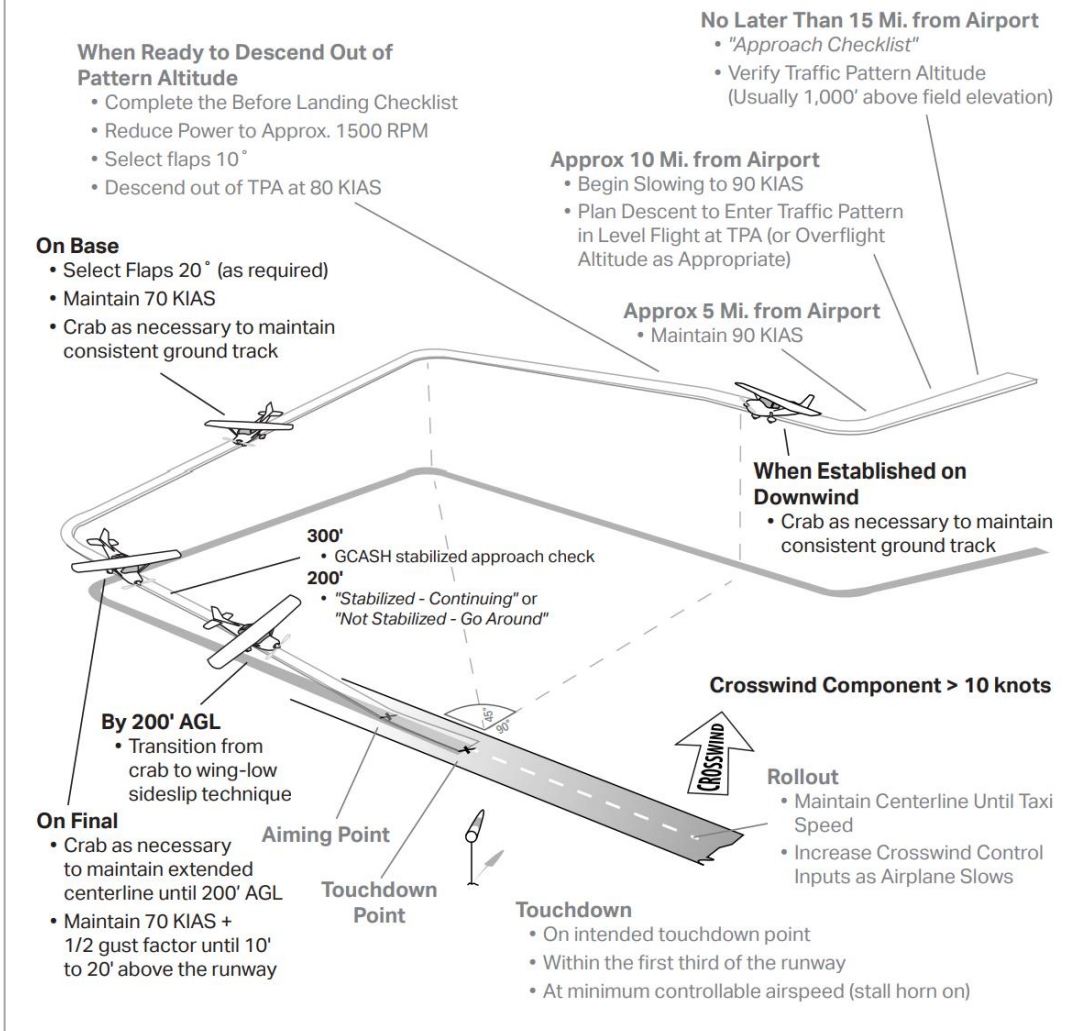 No Later Than 15 Mi. from Airport
• "Approach Checklist"
• Verify Traffic Pattern Altitude
(Usually 1,000' above field elevation)
When Ready to Descend Out of
Pattern Altitude
• Complete the Before Landing Checklist
• Reduce Power to Approx. 1500 RPM
• Select flaps 10˚
• Descend out of TPA at 80 KIAS
Approx 10 Mi. from Airport
• Begin Slowing to 90 KIAS
• Plan Descent to Enter Traffic Pattern
in Level Flight at TPA (or Overflight
Altitude as Appropriate)
On Base
• Select Flaps 20˚ (as required)
• Maintain 70 KIAS
• Crab as necessary to maintain
consistent ground track
Approx 5 Mi. from Airport
• Maintain 90 KIAS
When Established on
Downwind
• Crab as necessary to maintain
consistent ground track
300'
• GCASH stabilized approach check
200'
• "Stabilized - Continuing" or
"Not Stabilized - Go Around"
45°
90°
Crosswind Component > 10 knots
CROSSWIND
By 200' AGL
• Transition from
crab to wing-low
sideslip technique
On Final
• Crab as necessary
to maintain extended
centerline until 200' AGL
• Maintain 70 KIAS +
1/2 gust factor until 10'
to 20' above the runway
Aiming Point
Touchdown
Point
Rollout
• Maintain Centerline Until Taxi
Speed
• Increase Crosswind Control
Inputs as Airplane Slows
Touchdown
• On intended touchdown point
• Within the first third of the runway
• At minimum controllable airspeed (stall horn on)